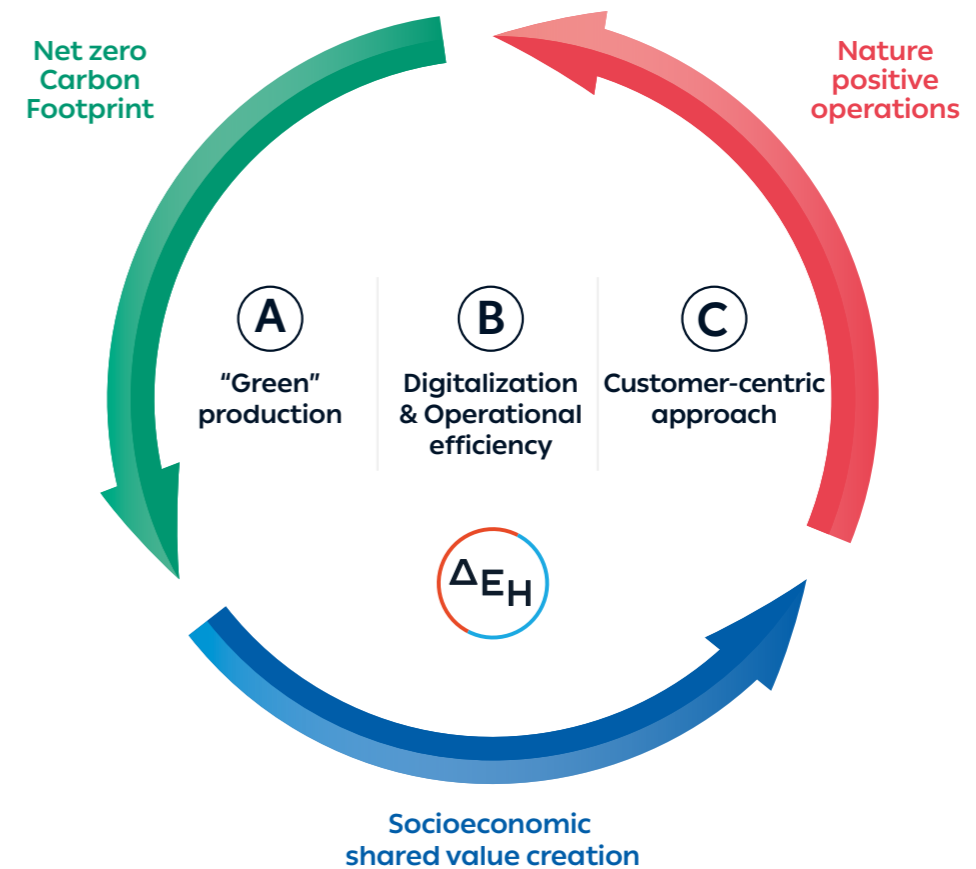 Net zero
Carbon
Footprint
Nature
positive
operations
A
“Green”
production
B
Digitalization
& Operational
efficiency
C
Customer-centric
approach
ΔΕΗ
Socioeconomic
shared value creation